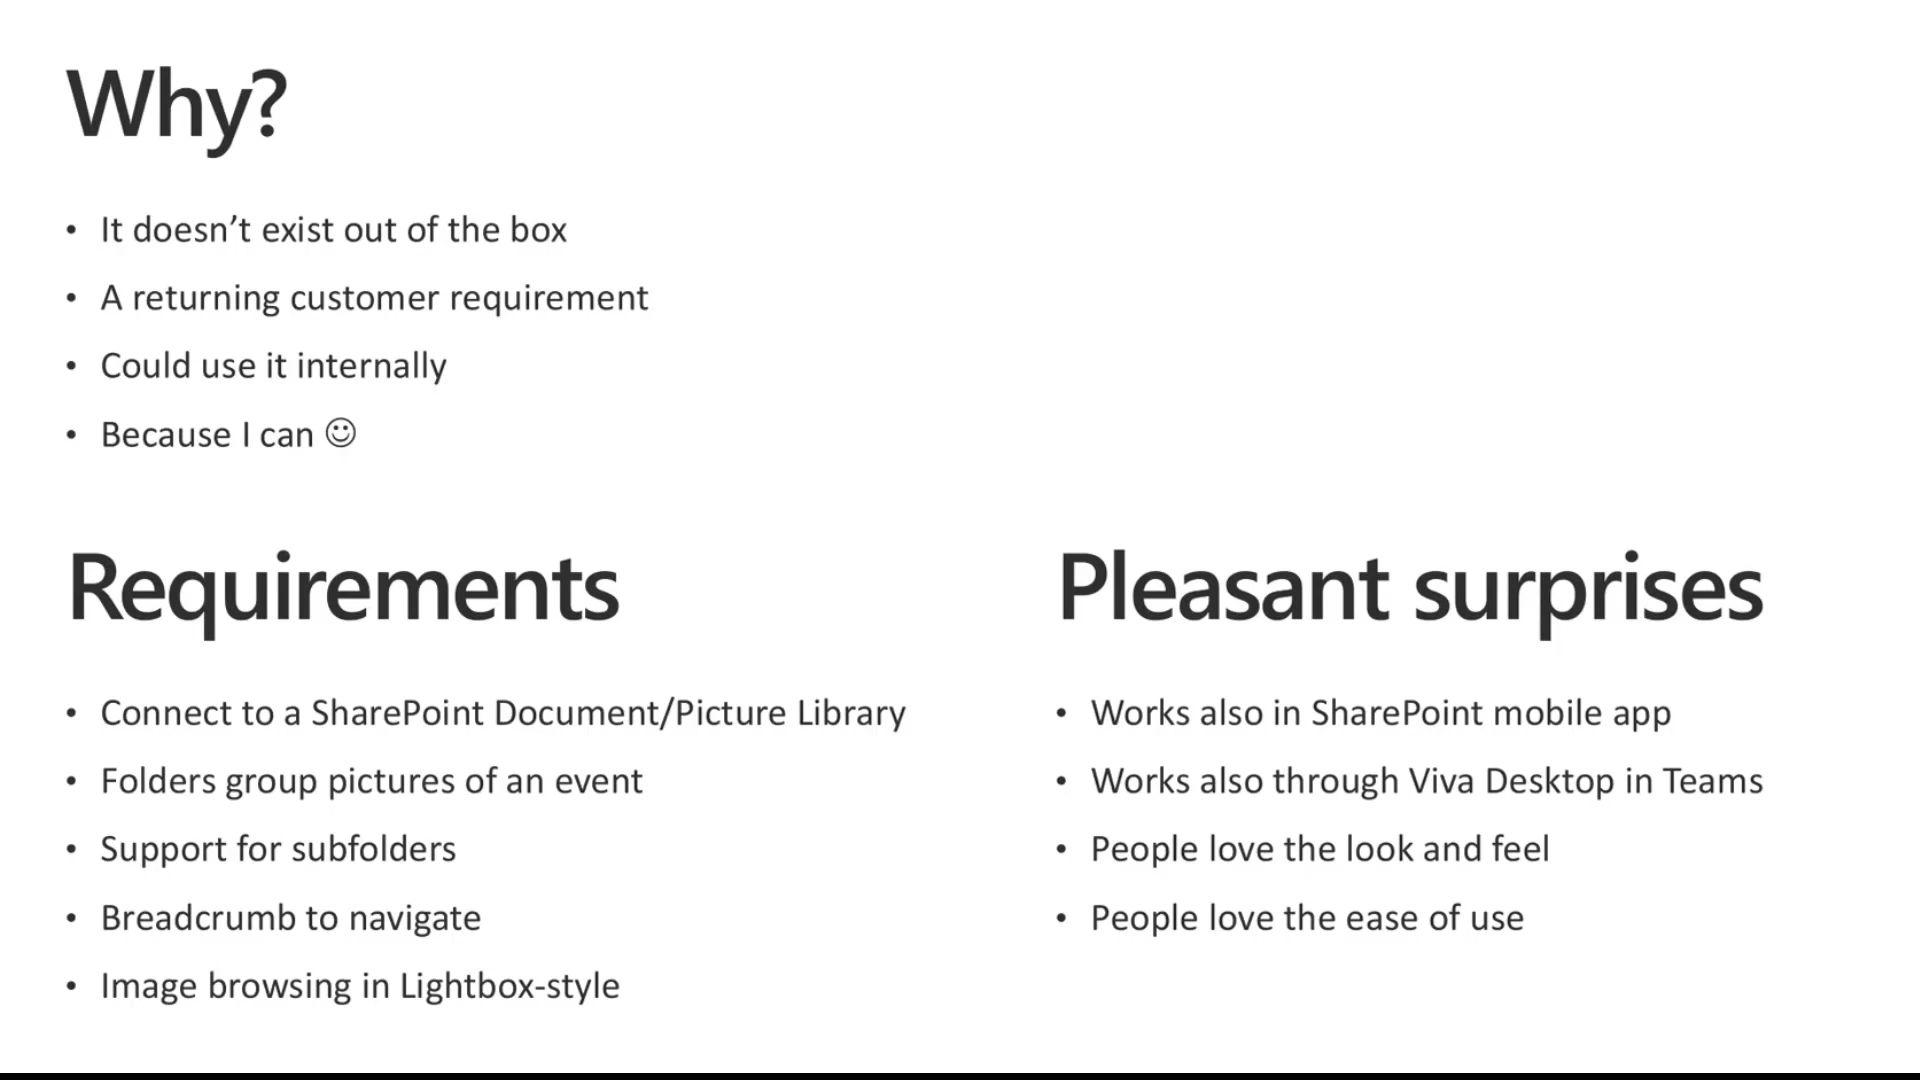 Why?
• It doesn’t exist out of the box
• A returning customer requirement
• Could use it internally
• Because I can ☺
Requirements
• Connect to a SharePoint Document/Picture Library
• Folders group pictures of an event
• Support for subfolders
• Breadcrumb to navigate
• Image browsing in Lightbox-style
Pleasant surprises
• Works also in SharePoint mobile app
• Works also through Viva Desktop in Teams
• People love the look and feel
• People love the ease of use